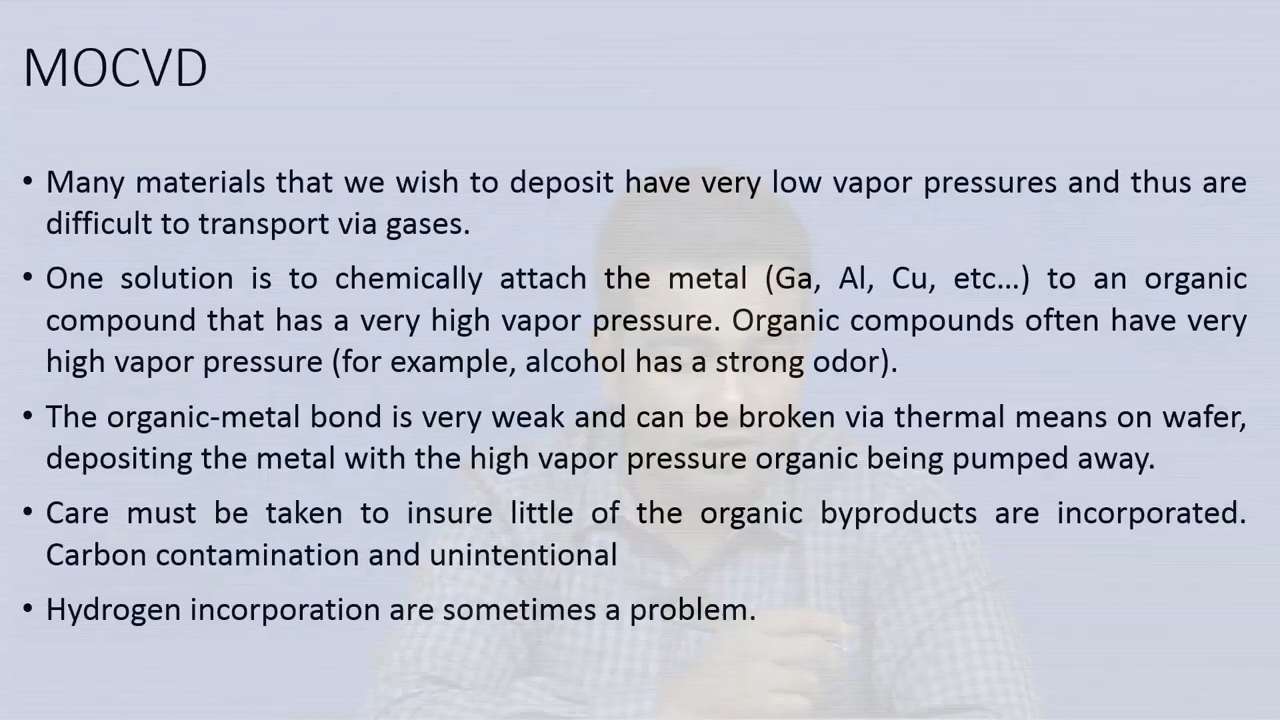 MOCVD
• Many materials that we wish to deposit have very low vapor pressures and thus are
difficult to transport via gases.
• One solution is to chemically attach the metal (Ga, Al, Cu, etc…) to an organic
compound that has a very high vapor pressure. Organic compounds often have very
high vapor pressure (for example, alcohol has a strong odor).
• The organic-metal bond is very weak and can be broken via thermal means on wafer,
depositing the metal with the high vapor pressure organic being pumped away.
• Care must be taken to insure little of the organic byproducts are incorporated.
Carbon contamination and unintentional
• Hydrogen incorporation are sometimes a problem.